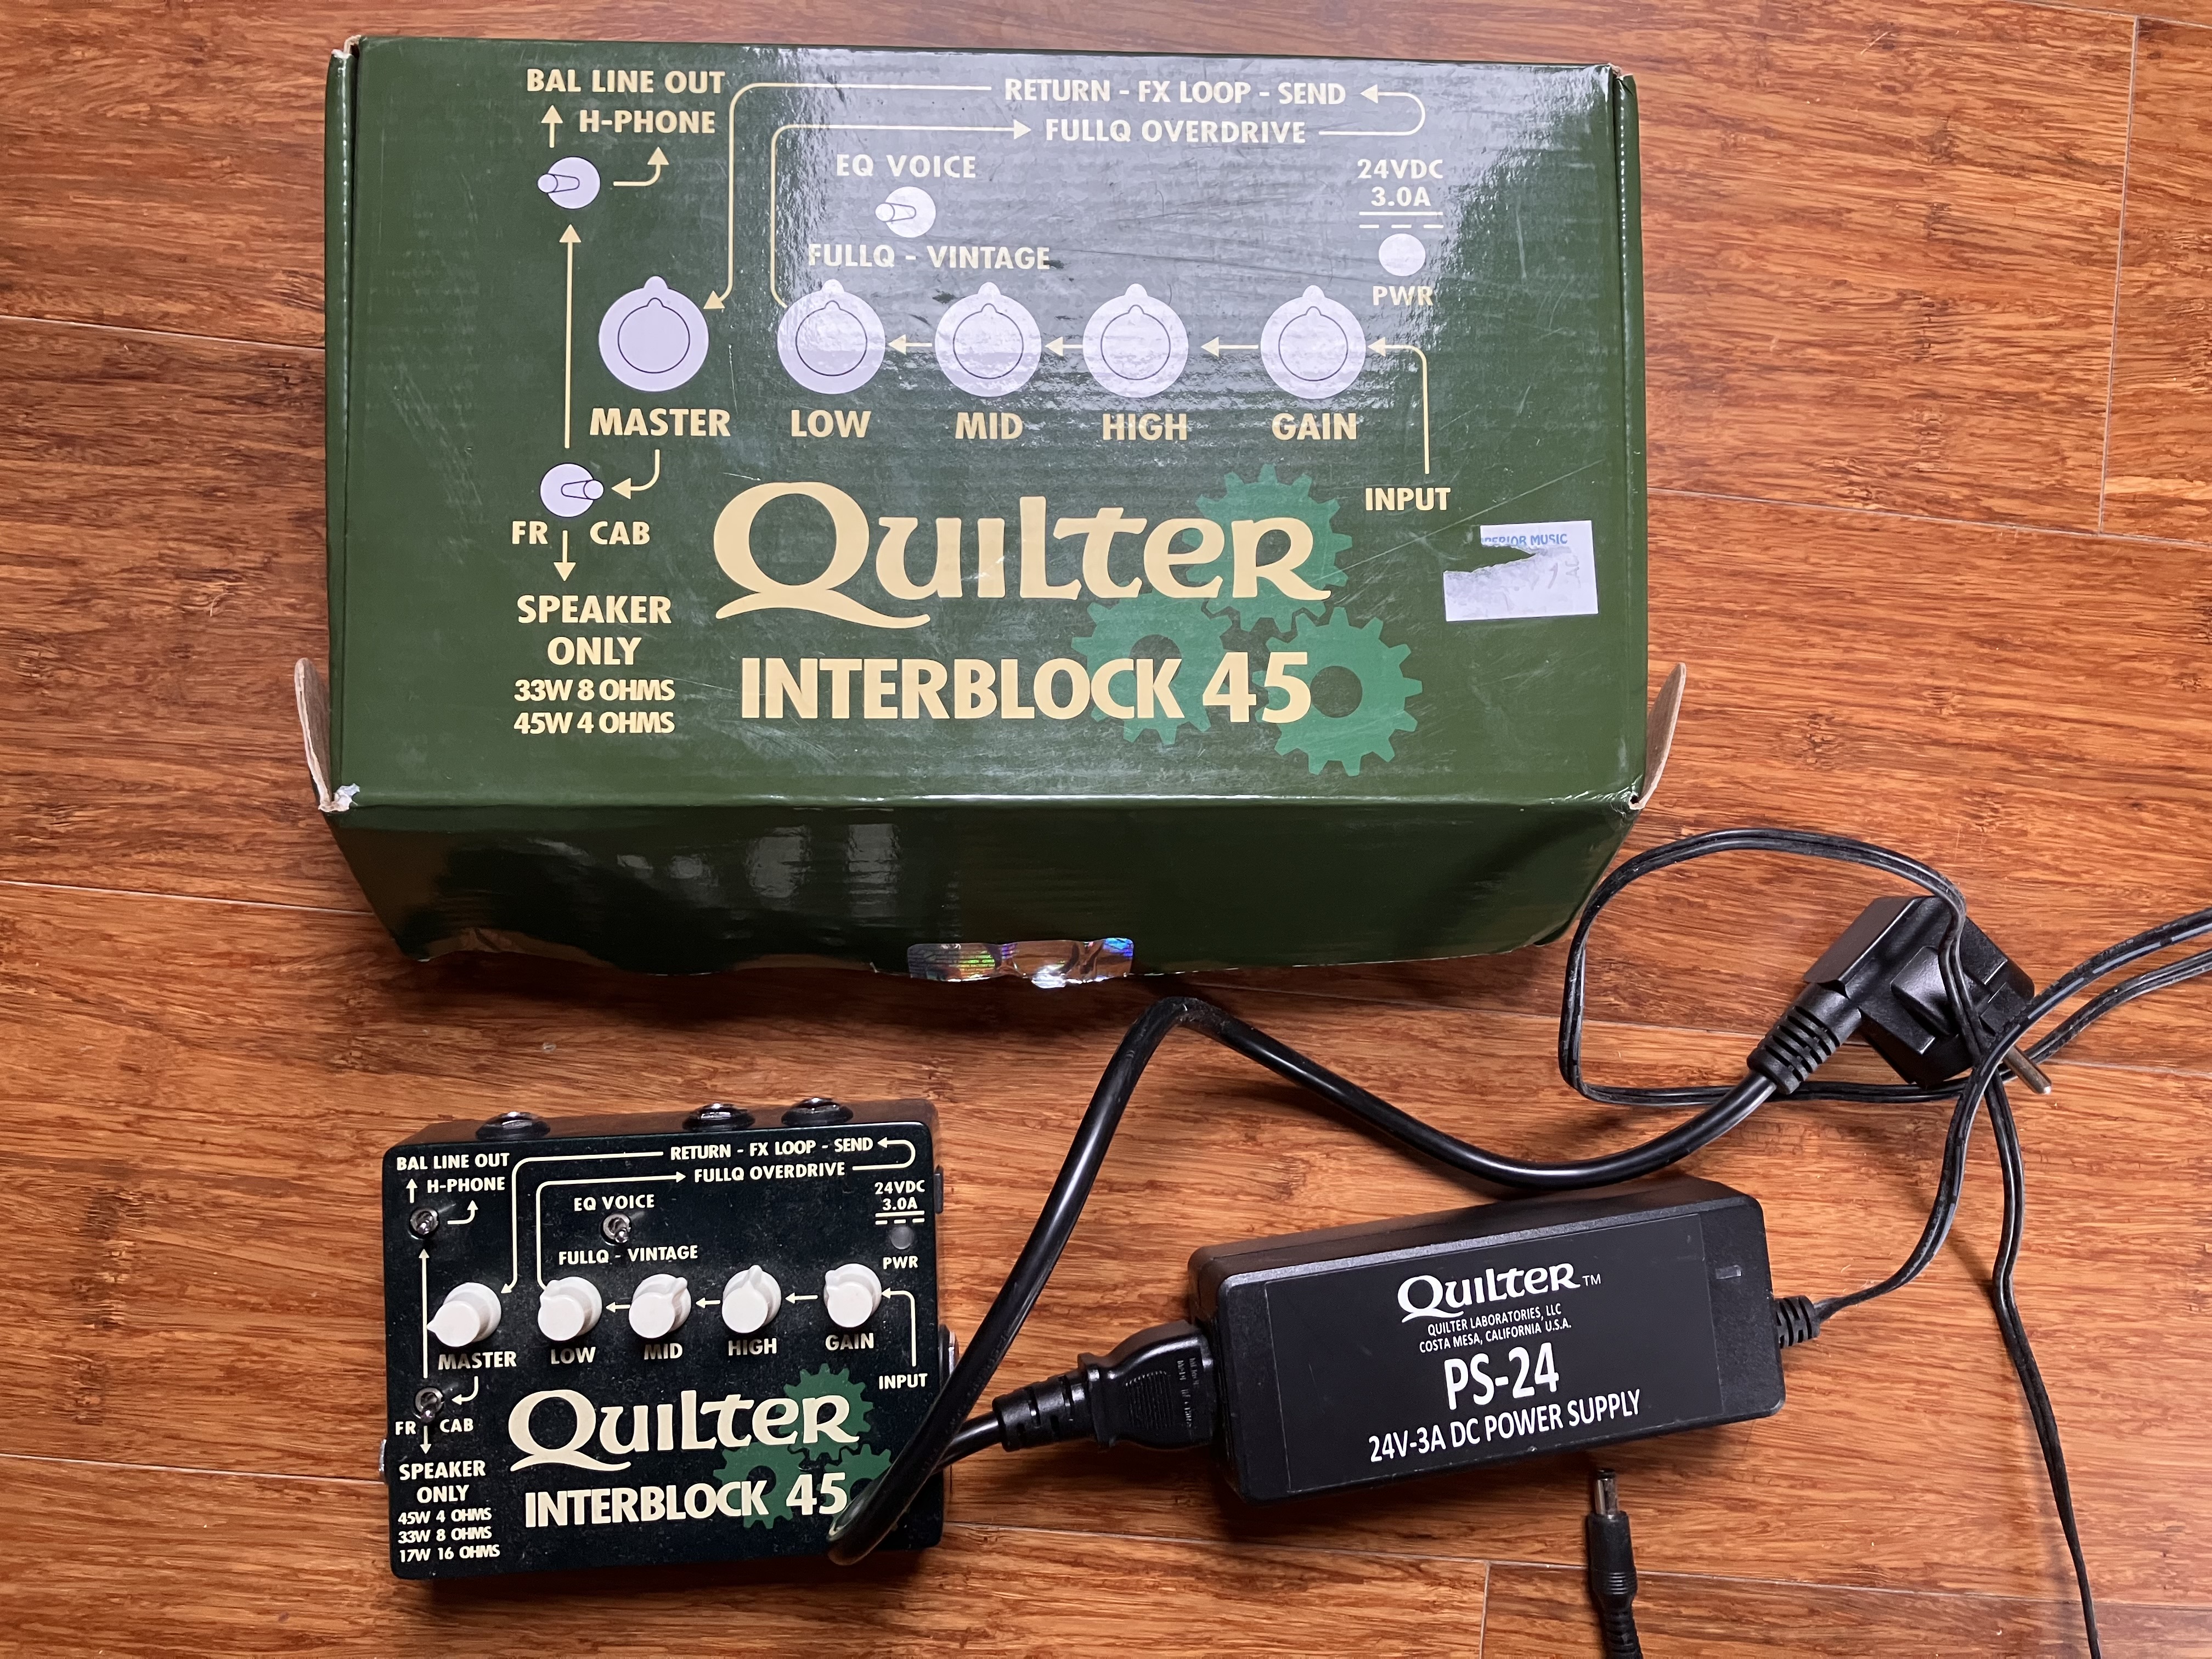 BAL LINE OUT
H-PHONE
RETURN - FX LOOP - SEND
FULLQ OVERDRIVE
EQ VOICE
FULLQ - VINTAGE
24VDC
3.0A
PWR
MASTER
LOW
MID
HIGH
GAIN
INPUT
FR CAB
SPEAKER
ONLY
33W 8 OHMS
45W 4 OHMS
QUILTER
INTERBLOCK 45
MUSIC
BAL LINE OUT
H-PHONE
RETURN - FX LOOP - SEND
FULLQ OVERDRIVE
EQ VOICE
FULLQ - VINTAGE
24VDC
3.0A
PWR
MASTER
LOW
MID
HIGH
GAIN
INPUT
FR CAB
SPEAKER
ONLY
45W 4 OHMS
33W 8 OHMS
17W 16 OHMS
QUILTER
INTERBLOCK 45
QUILTER™
QUILTER LABORATORIES, LLC
COSTA MESA, CALIFORNIA U.S.A.
PS-24
24V-3A DC POWER SUPPLY